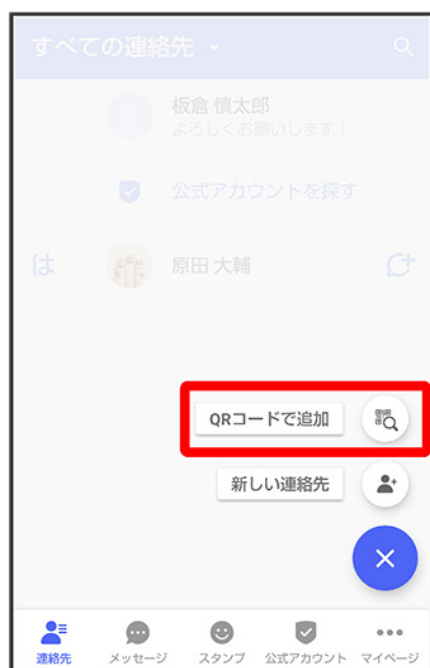 すべての連絡先
板倉 慎太郎
よろしくお願いします！
公式アカウントを探す
は
原田 大輔
QRコードで追加
新しい連絡先
連絡先
メッセージ
スタンプ
公式アカウント
マイページ